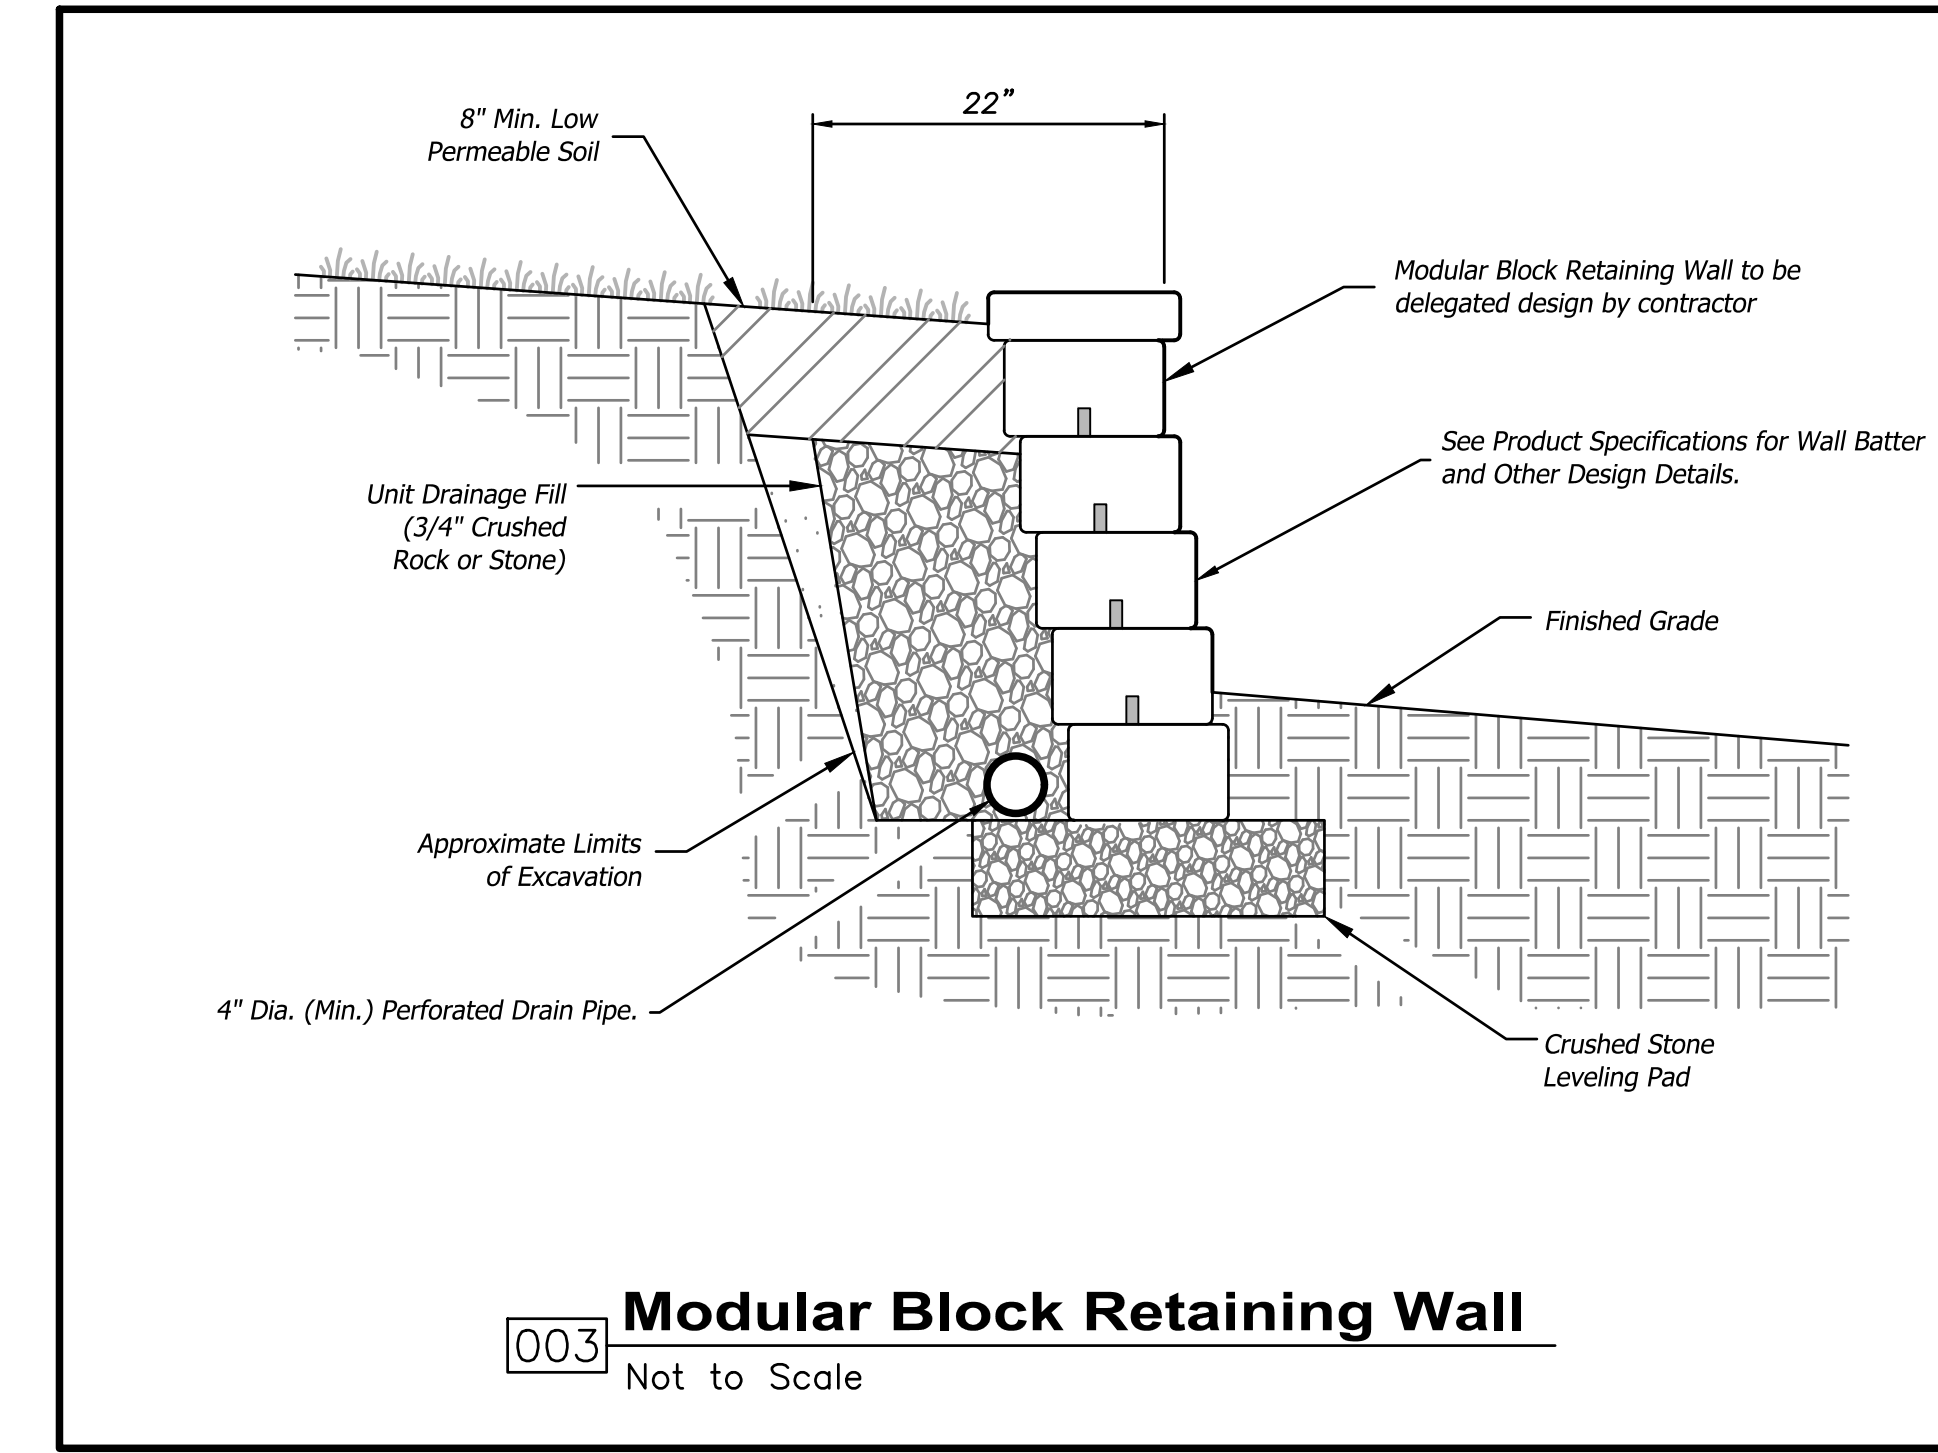 22”
8" Min. Low
Permeable Soil
Modular Block Retaining Wall to be
delegated design by contractor
See Product Specifications for Wall Batter
and Other Design Details.
Unit Drainage Fill
(3/4" Crushed
Rock or Stone)
Finished Grade
Approximate Limits
of Excavation
4" Dia. (Min.) Perforated Drain Pipe.
Crushed Stone
Leveling Pad
003
Modular Block Retaining Wall
Not to Scale